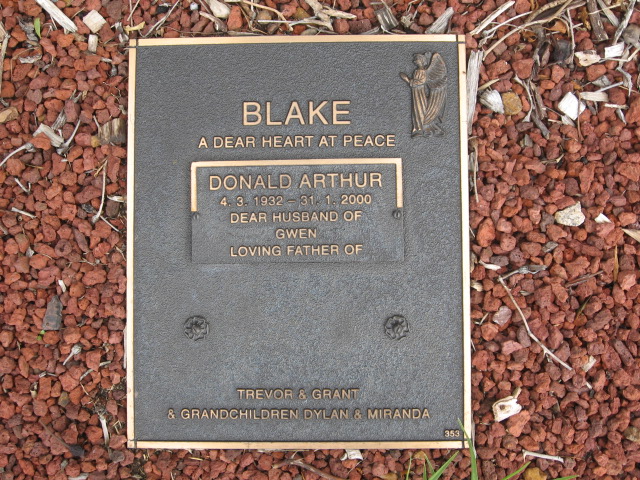 BLAKE
A DEAR HEART AT PEACE
DONALD ARTHUR
4. 3. 1932 – 31. 1. 2000
DEAR HUSBAND OF
GWEN
LOVING FATHER OF
TREVOR & GRANT
& GRANDCHILDREN DYLAN & MIRANDA
353